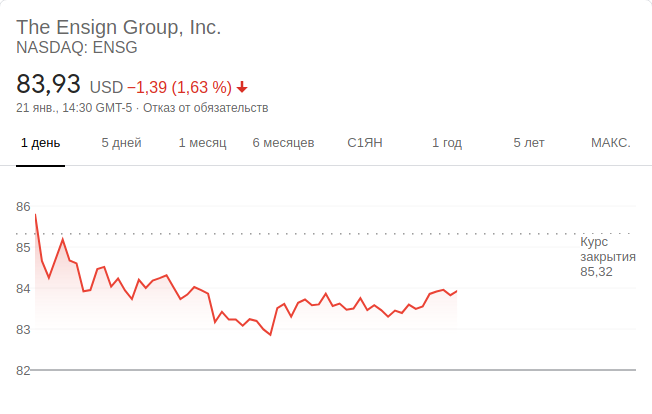 The Ensign Group, Inc.
NASDAQ: ENSG
83,93 USD −1,39 (1,63 %)
21 янв., 14:30 GMT-5 · Отказ от обязательств
1 день 5 дней 1 месяц 6 месяцев С1ЯН 1 год 5 лет МАКС.
86
85
84
83
82
Курс
закрытия
85,32